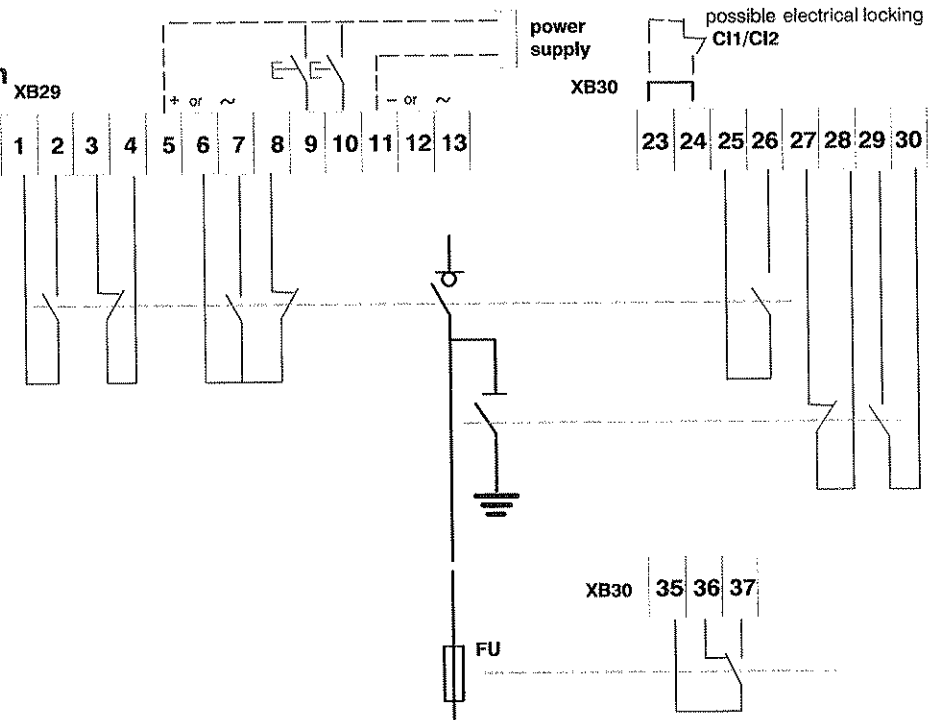 n
XB29
+ or ~
power
supply
− or ~
possible electrical locking
CI1/CI2
XB30
1 2 3 4 5 6 7 8 9 10 11 12 13
23 24 25 26 27 28 29 30
XB30 35 36 37
FU